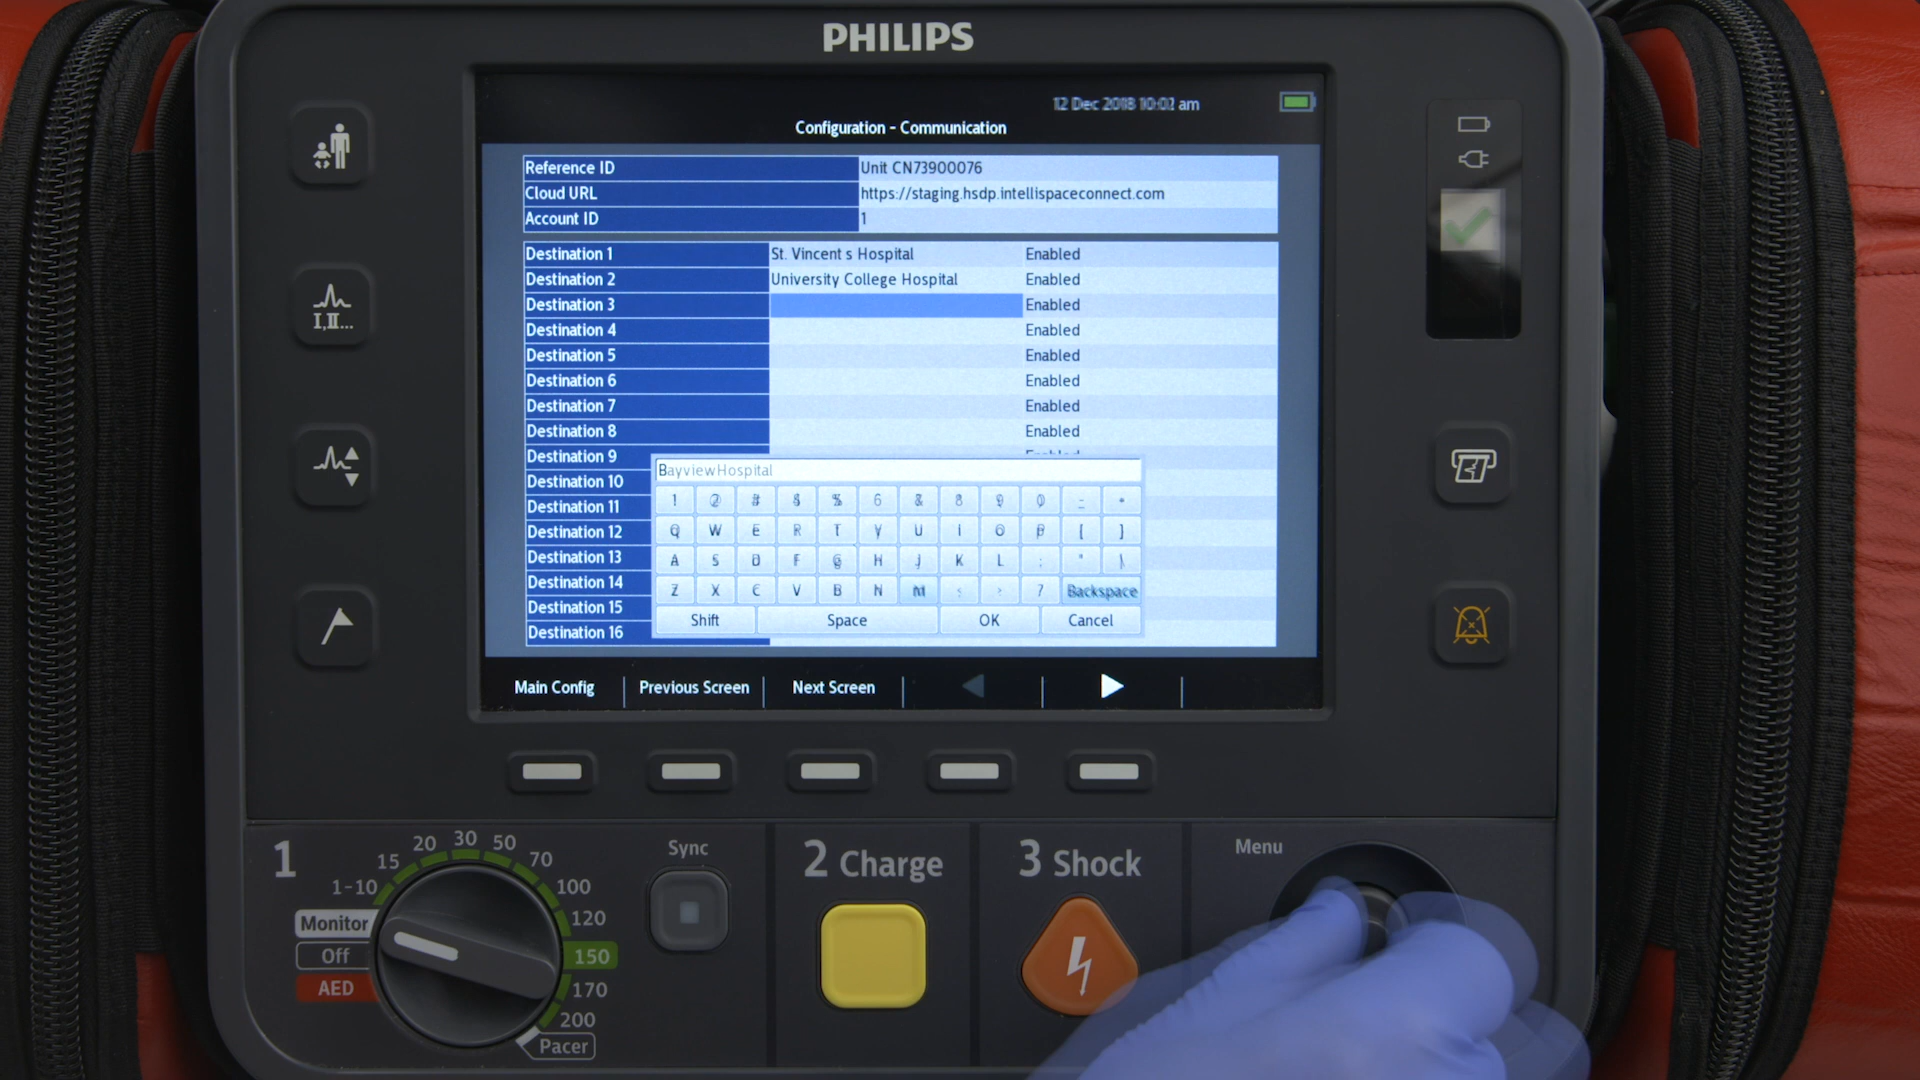 PHILIPS
12 Dec 2018 10:02 am
Configuration - Communication
Reference ID Unit CN73900076
Cloud URL https://staging.hsdp.intellispaceconnect.com
Account ID 1
Destination 1 St. Vincent s Hospital Enabled
Destination 2 University College Hospital Enabled
Destination 3 Enabled
Destination 4 Enabled
Destination 5 Enabled
Destination 6 Enabled
Destination 7 Enabled
Destination 8 Enabled
Destination 9
Destination 10
Destination 11
Destination 12
Destination 13
Destination 14
Destination 15
Destination 16
BayviewHospital
Q W E R T Y U I O P [ ]
A S D F G H J K L
Z X C V B N M ? Backspace
Shift Space OK Cancel
Main Config Previous Screen Next Screen
I,II...
1
1-10 15 20 30 50 70 100 120 150 170 200
Monitor
Off
AED
Pacer
Sync
2 Charge
3 Shock
Menu